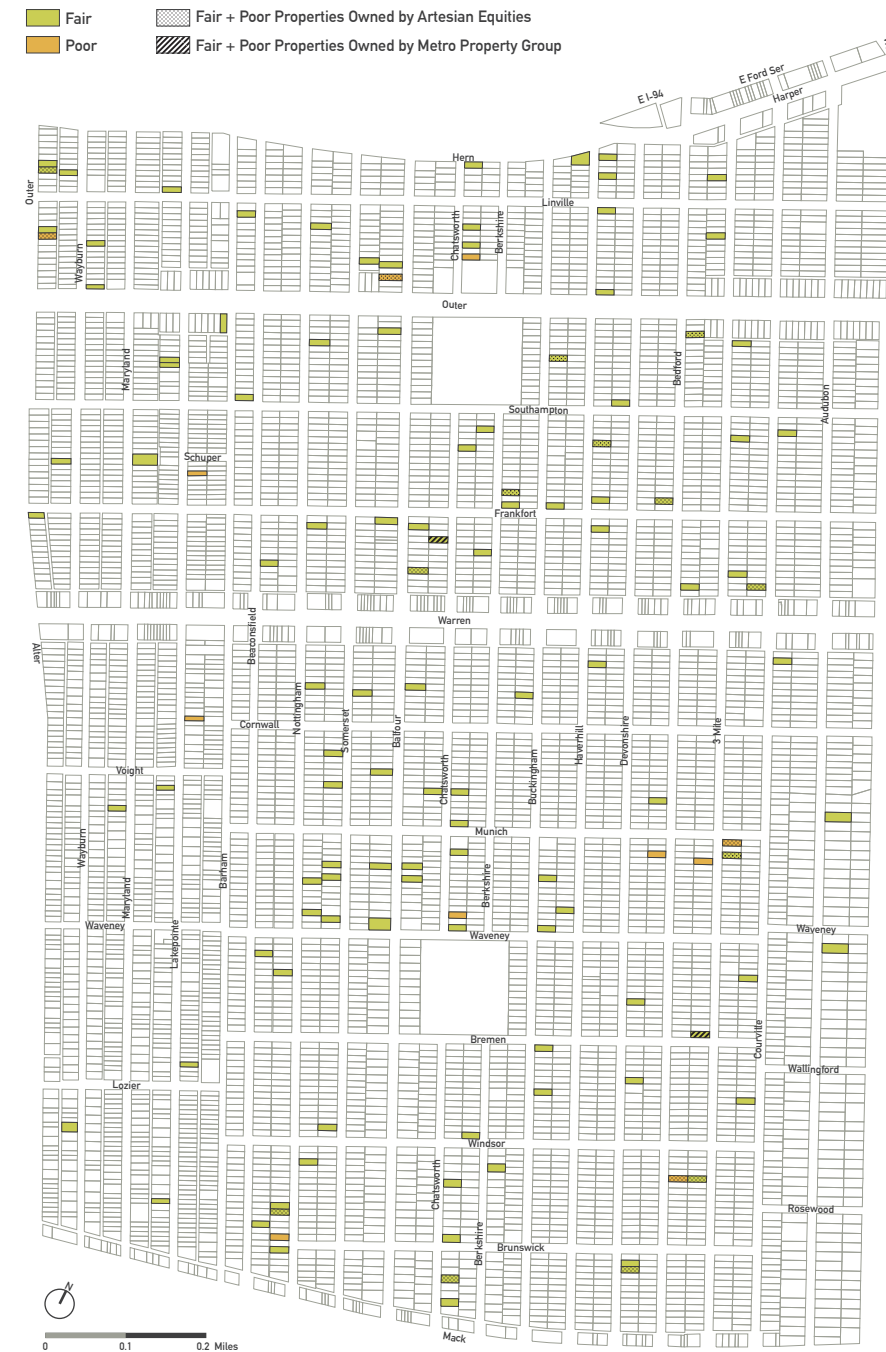 Fair
Fair + Poor Properties Owned by Artesian Equities
Poor
Fair + Poor Properties Owned by Metro Property Group
E I-94
E Ford Ser
Harper
Hern
Outer
Linville
Chatsworth
Berkshire
Wayburn
Outer
Maryland
Bedford
Audubon
Southampton
Schuper
Frankfort
Warren
Alter
Beaconsfield
Nottingham
Somerset
Balfour
Cornwall
Haverhill
Devonshire
3 Mile
Chatsworth
Buckingham
Voight
Munich
Wayburn
Barham
Maryland
Berkshire
Lakepointe
Waveney
Waveney
Waveney
Bremen
Courville
Wallingford
Lozier
Windsor
Chatsworth
Rosewood
Berkshire
Brunswick
N
Mack
0 0.1 0.2 Miles